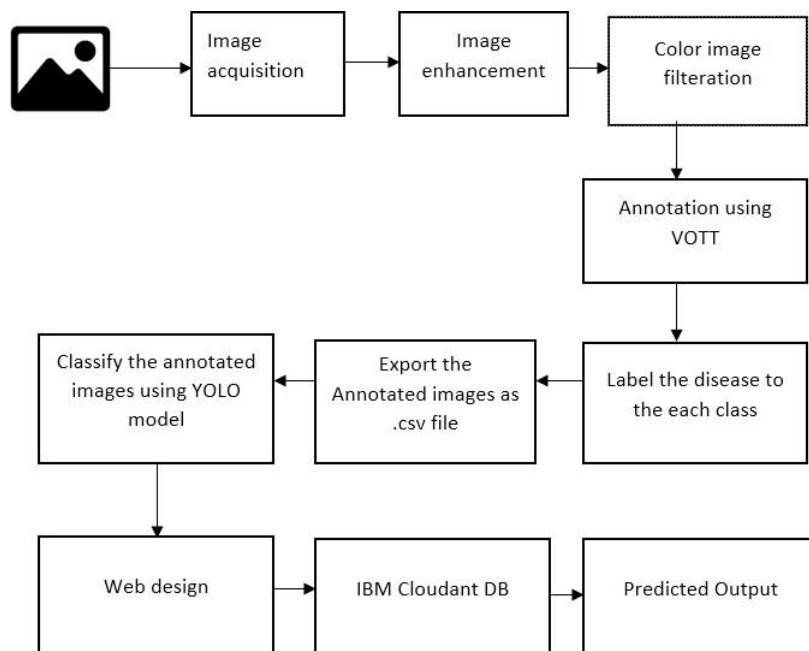 Image
acquisition
Image
enhancement
Color image
filteration
Annotation using
VOTT
Label the disease to
the each class
Export the
Annotated images as
.csv file
Classify the annotated
images using YOLO
model
Web design
IBM Cloudant DB
Predicted Output